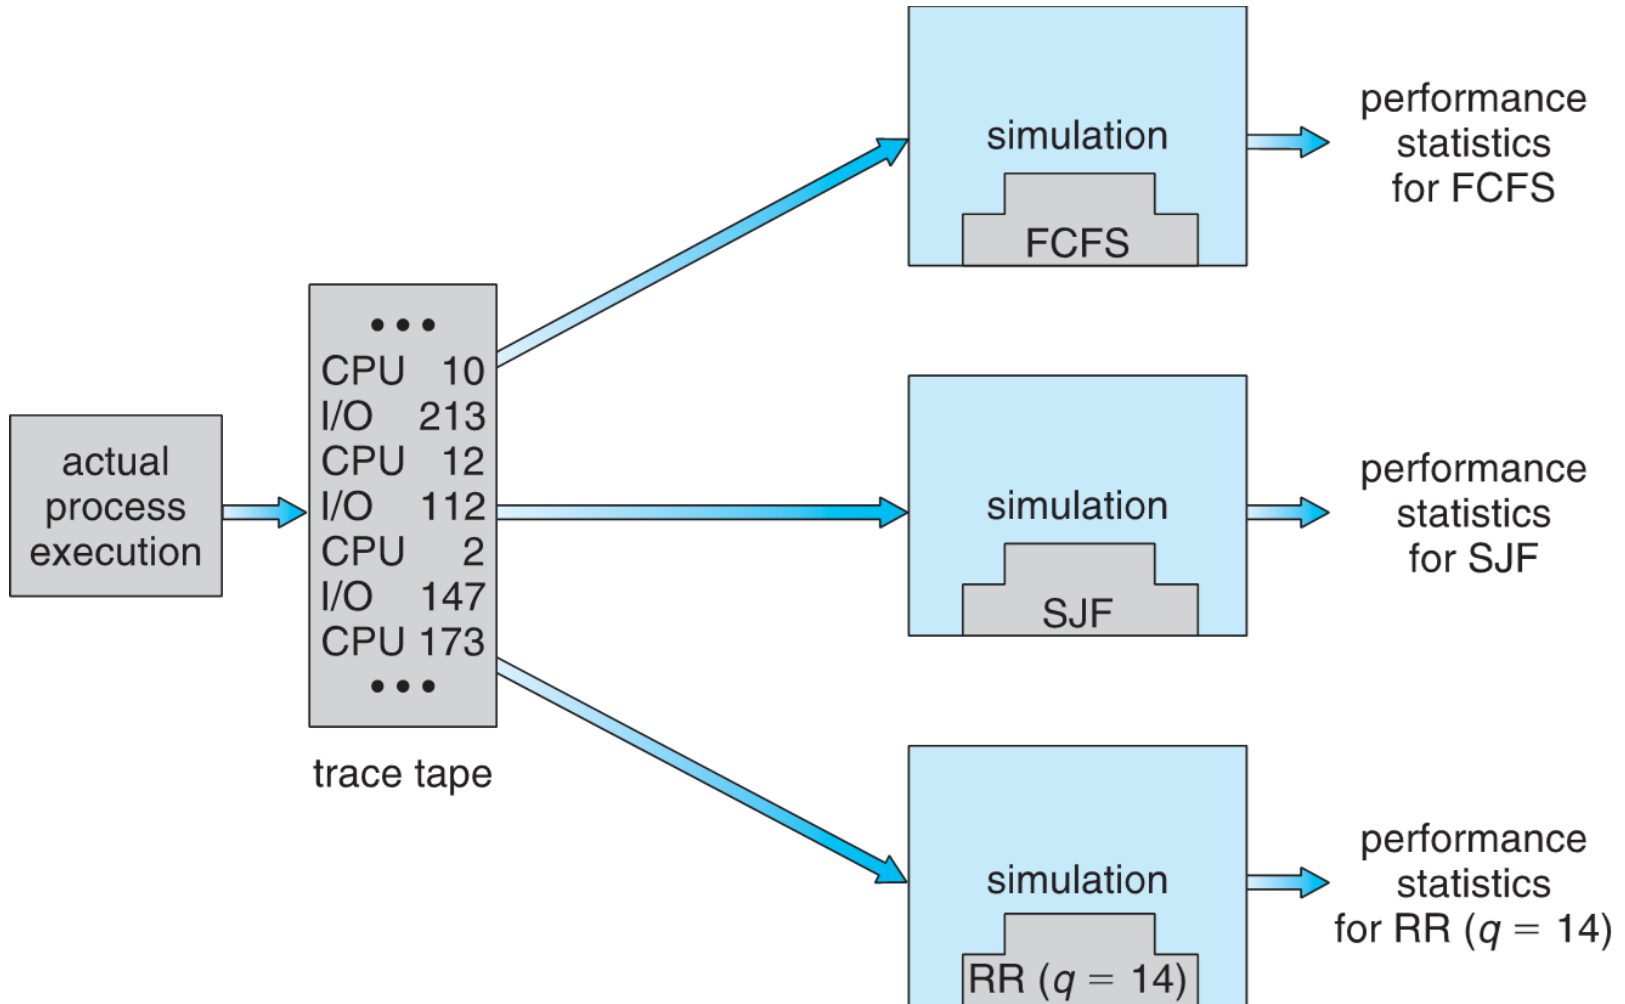 actual
process
execution
• • •
CPU 10
I/O 213
CPU 12
I/O 112
CPU 2
I/O 147
CPU 173
• • •
trace tape
simulation
FCFS
performance
statistics
for FCFS
simulation
SJF
performance
statistics
for SJF
simulation
RR (q = 14)
performance
statistics
for RR (q = 14)